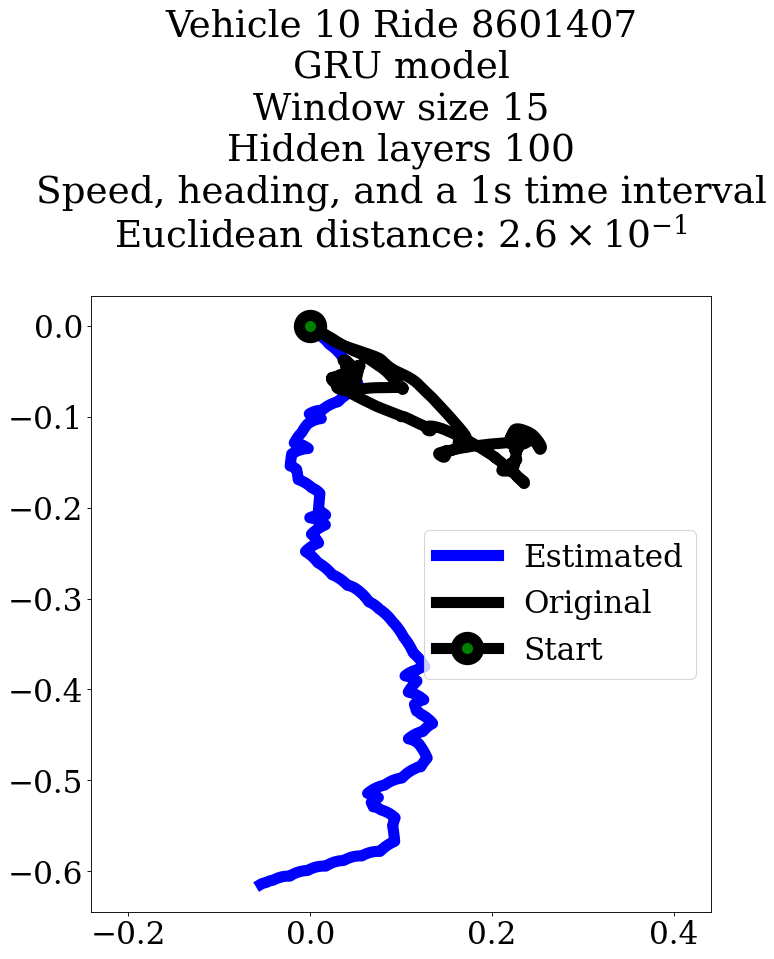 Vehicle 10 Ride 8601407
GRU model
Window size 15
Hidden layers 100
Speed, heading, and a 1s time interval
Euclidean distance: 2.6 × 10⁻¹
0.0
−0.1
−0.2
−0.3
−0.4
−0.5
−0.6
Estimated
Original
Start
−0.2 0.0 0.2 0.4